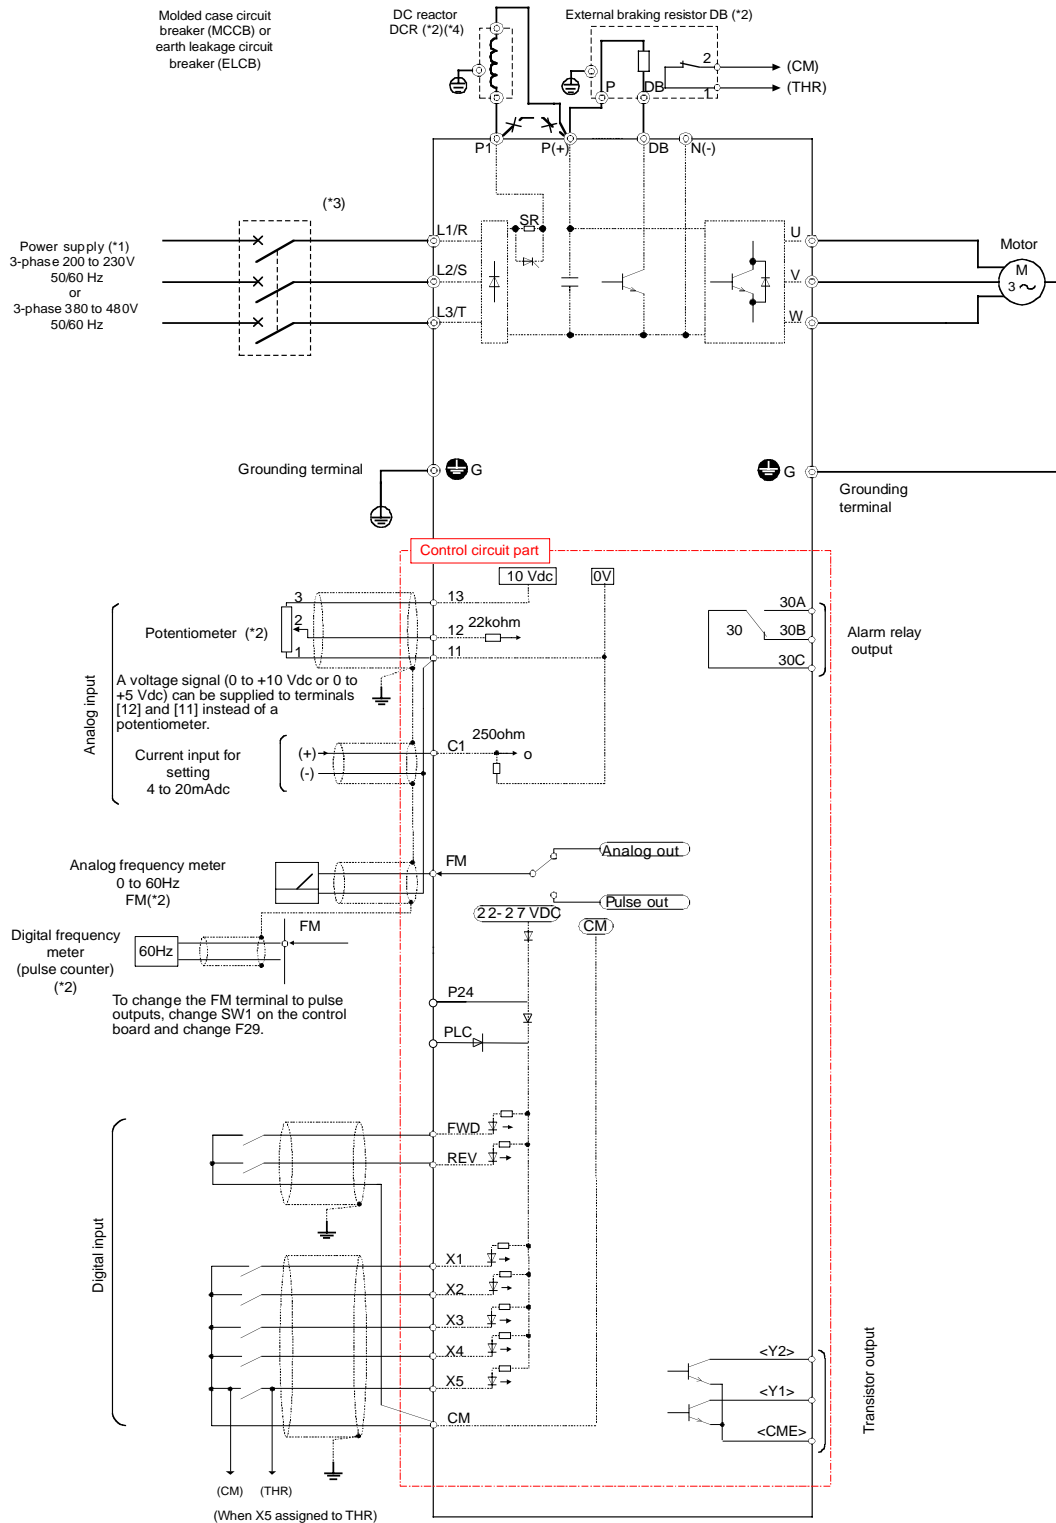 Molded case circuit
breaker (MCCB) or
earth leakage circuit
breaker (ELCB)
DC reactor
DCR (*2)(*4)
External braking resistor DB (*2)
2
(CM)
P
DB
1
(THR)
P1
P(+)
DB
N(-)
(*3)
Power supply (*1)
3-phase 200 to 230V
50/60 Hz
or
3-phase 380 to 480V
50/60 Hz
L1/R
L2/S
L3/T
SR
U
V
W
Motor
M
3
Grounding terminal
G
G
Grounding
terminal
Control circuit part
10 Vdc
0V
3
2
1
13
12
11
22kohm
Potentiometer (*2)
A voltage signal (0 to +10 Vdc or 0 to
+5 Vdc) can be supplied to terminals
[12] and [11] instead of a
potentiometer.
Analog input
Current input for
setting
4 to 20mAdc
(+)
(-)
C1
250ohm
o
30
30A
30B
30C
Alarm relay
output
Analog frequency meter
0 to 60Hz
FM(*2)
FM
Analog out
Pulse out
22-27 VDC
CM
Digital frequency
meter
(pulse counter)
(*2)
60Hz
FM
To change the FM terminal to pulse
outputs, change SW1 on the control
board and change F29.
P24
PLC
Digital input
FWD
REV
X1
X2
X3
X4
X5
CM
(CM)
(THR)
(When X5 assigned to THR)
<Y2>
<Y1>
<CME>
Transistor output